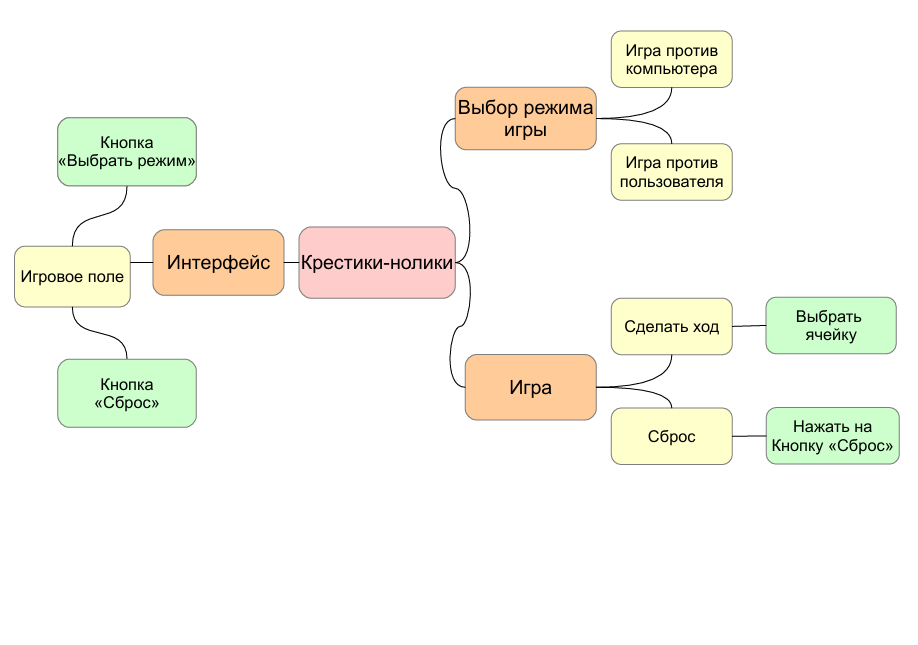 Игра против
компьютера
Выбор режима
игры
Игра против
пользователя
Кнопка
«Выбрать режим»
Игровое поле
Интерфейс
Крестики-нолики
Кнопка
«Сброс»
Сделать ход
Выбрать
ячейку
Игра
Сброс
Нажать на
Кнопку «Сброс»